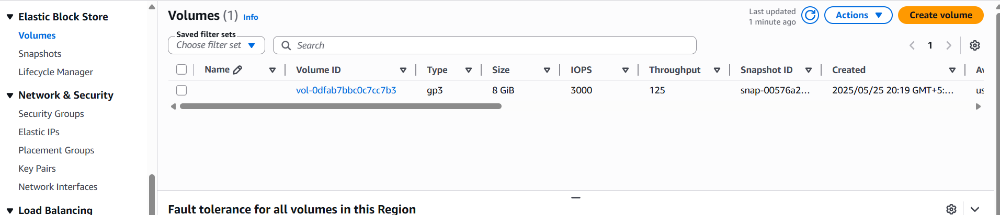 Elastic Block Store
Volumes
Snapshots
Lifecycle Manager
Network & Security
Security Groups
Elastic IPs
Placement Groups
Key Pairs
Network Interfaces
Load Balancing
Volumes (1) Info
Last updated
1 minute ago
Actions
Create volume
Saved filter sets
Choose filter set
Search
1
Name Volume ID Type Size IOPS Throughput Snapshot ID Created
vol-0dfab7bbc0c7cc7b3 gp3 8 GiB 3000 125 snap-00576a2... 2025/05/25 20:19 GMT+5:... us
Fault tolerance for all volumes in this Region